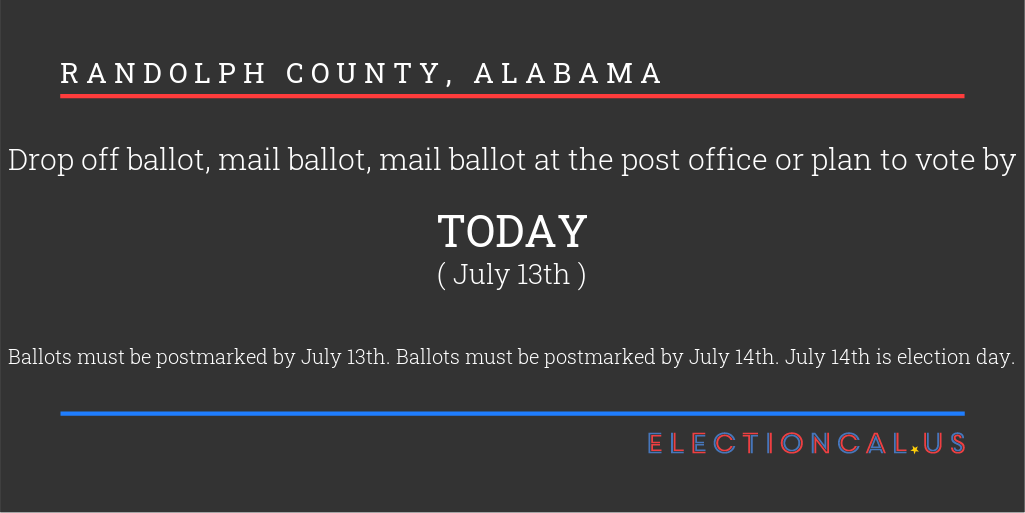 RANDOLPH COUNTY, ALABAMA
Drop off ballot, mail ballot, mail ballot at the post office or plan to vote by
TODAY
( July 13th )
Ballots must be postmarked by July 13th. Ballots must be postmarked by July 14th. July 14th is election day.
ELECTIONCAL.US